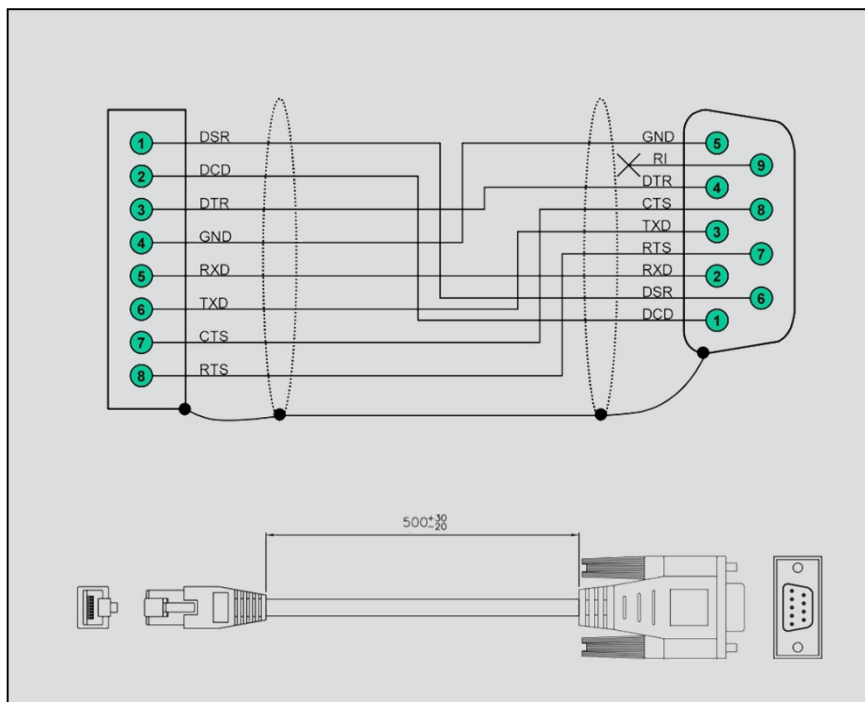 1 DSR
2 DCD
3 DTR
4 GND
5 RXD
6 TXD
7 CTS
8 RTS
GND 5
RI 9
DTR 4
CTS 8
TXD 3
RTS 7
RXD 2
DSR 6
DCD 1
500+30-20